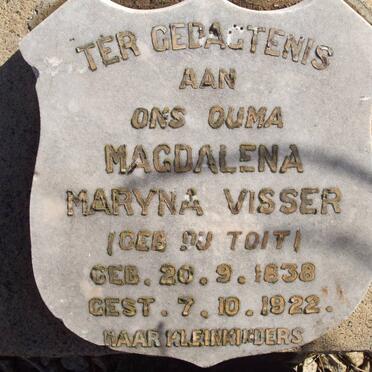 TER GEDAGTENIS
AAN
ONS OUMA
MAGDALENA
MARYNA VISSER
(GEB DU TOIT)
GEB. 20. 9. 1838
GEST. 7. 10. 1922.
HAAR KLEINKINDERS